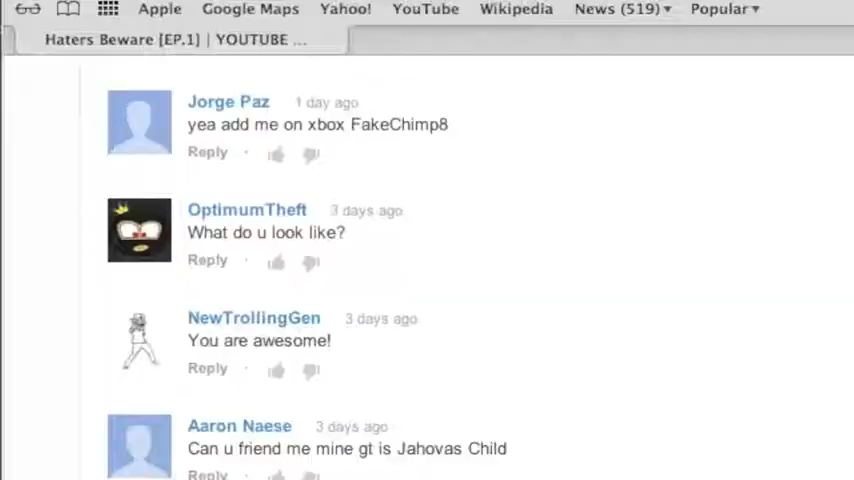 Apple Google Maps Yahoo! YouTube Wikipedia News (519)▾ Popular▾
Haters Beware [EP.1] | YOUTUBE ...
Jorge Paz 1 day ago
yea add me on xbox FakeChimp8
Reply ·
OptimumTheft 3 days ago
What do u look like?
Reply ·
NewTrollingGen 3 days ago
You are awesome!
Reply ·
Aaron Naese 3 days ago
Can u friend me mine gt is Jahovas Child
Reply ·